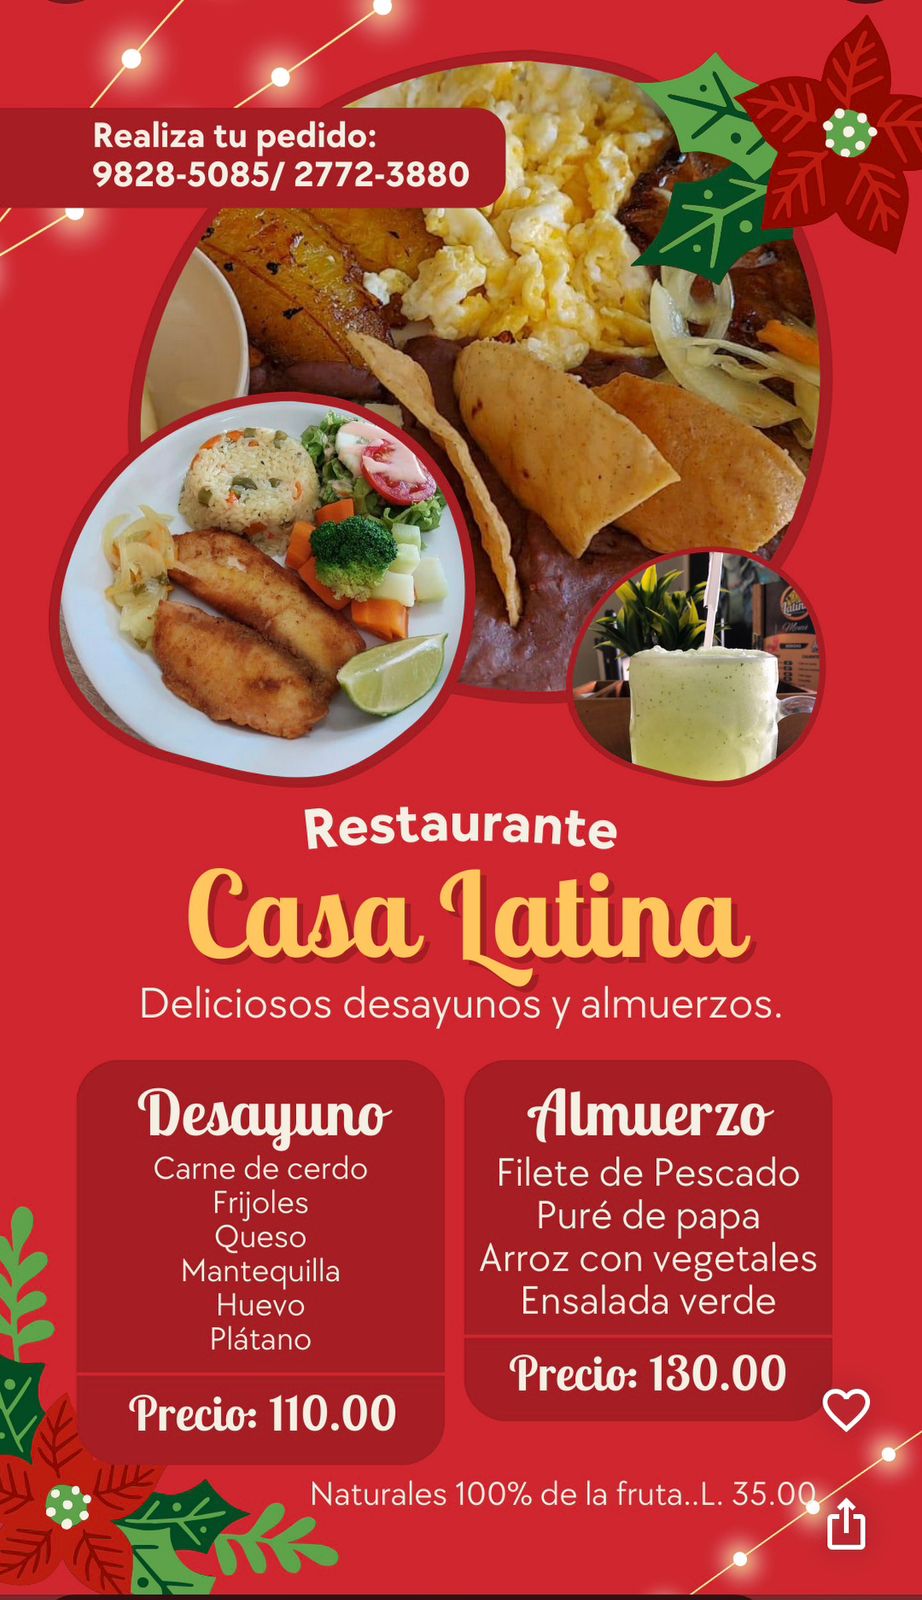 Realiza tu pedido:
9828-5085/ 2772-3880
Latina
Menú
Restaurante
Casa Latina
Deliciosos desayunos y almuerzos.
Desayuno
Carne de cerdo
Frijoles
Queso
Mantequilla
Huevo
Plátano
Precio: 110.00
Almuerzo
Filete de Pescado
Puré de papa
Arroz con vegetales
Ensalada verde
Precio: 130.00
Naturales 100% de la fruta..L. 35.00